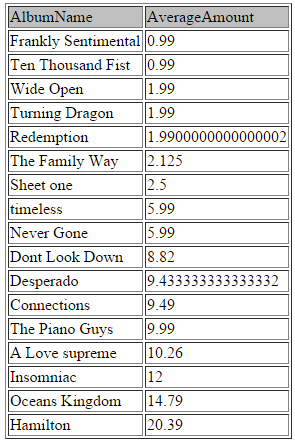 AlbumName AverageAmount
Frankly Sentimental 0.99
Ten Thousand Fist 0.99
Wide Open 1.99
Turning Dragon 1.99
Redemption 1.9900000000000002
The Family Way 2.125
Sheet one 2.5
timeless 5.99
Never Gone 5.99
Dont Look Down 8.82
Desperado 9.433333333333332
Connections 9.49
The Piano Guys 9.99
A Love supreme 10.26
Insomniac 12
Oceans Kingdom 14.79
Hamilton 20.39